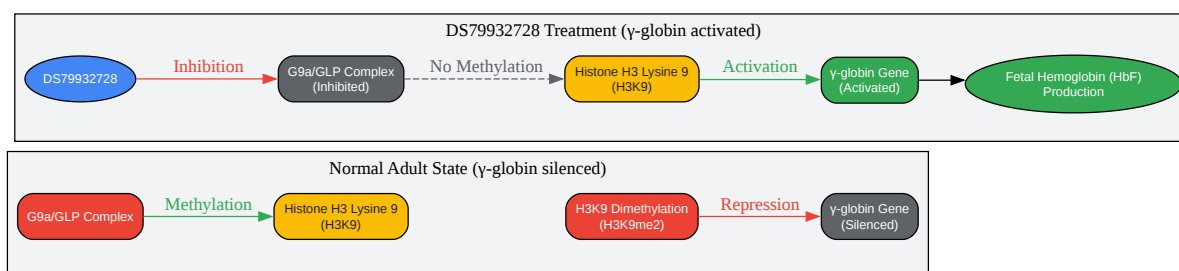 DS79932728 Treatment (γ-globin activated)
DS79932728
Inhibition
G9a/GLP Complex
(Inhibited)
No Methylation
Histone H3 Lysine 9
(H3K9)
Activation
γ-globin Gene
(Activated)
Fetal Hemoglobin (HbF)
Production
Normal Adult State (γ-globin silenced)
G9a/GLP Complex
Methylation
Histone H3 Lysine 9
(H3K9)
H3K9 Dimethylation
(H3K9me2)
Repression
γ-globin Gene
(Silenced)